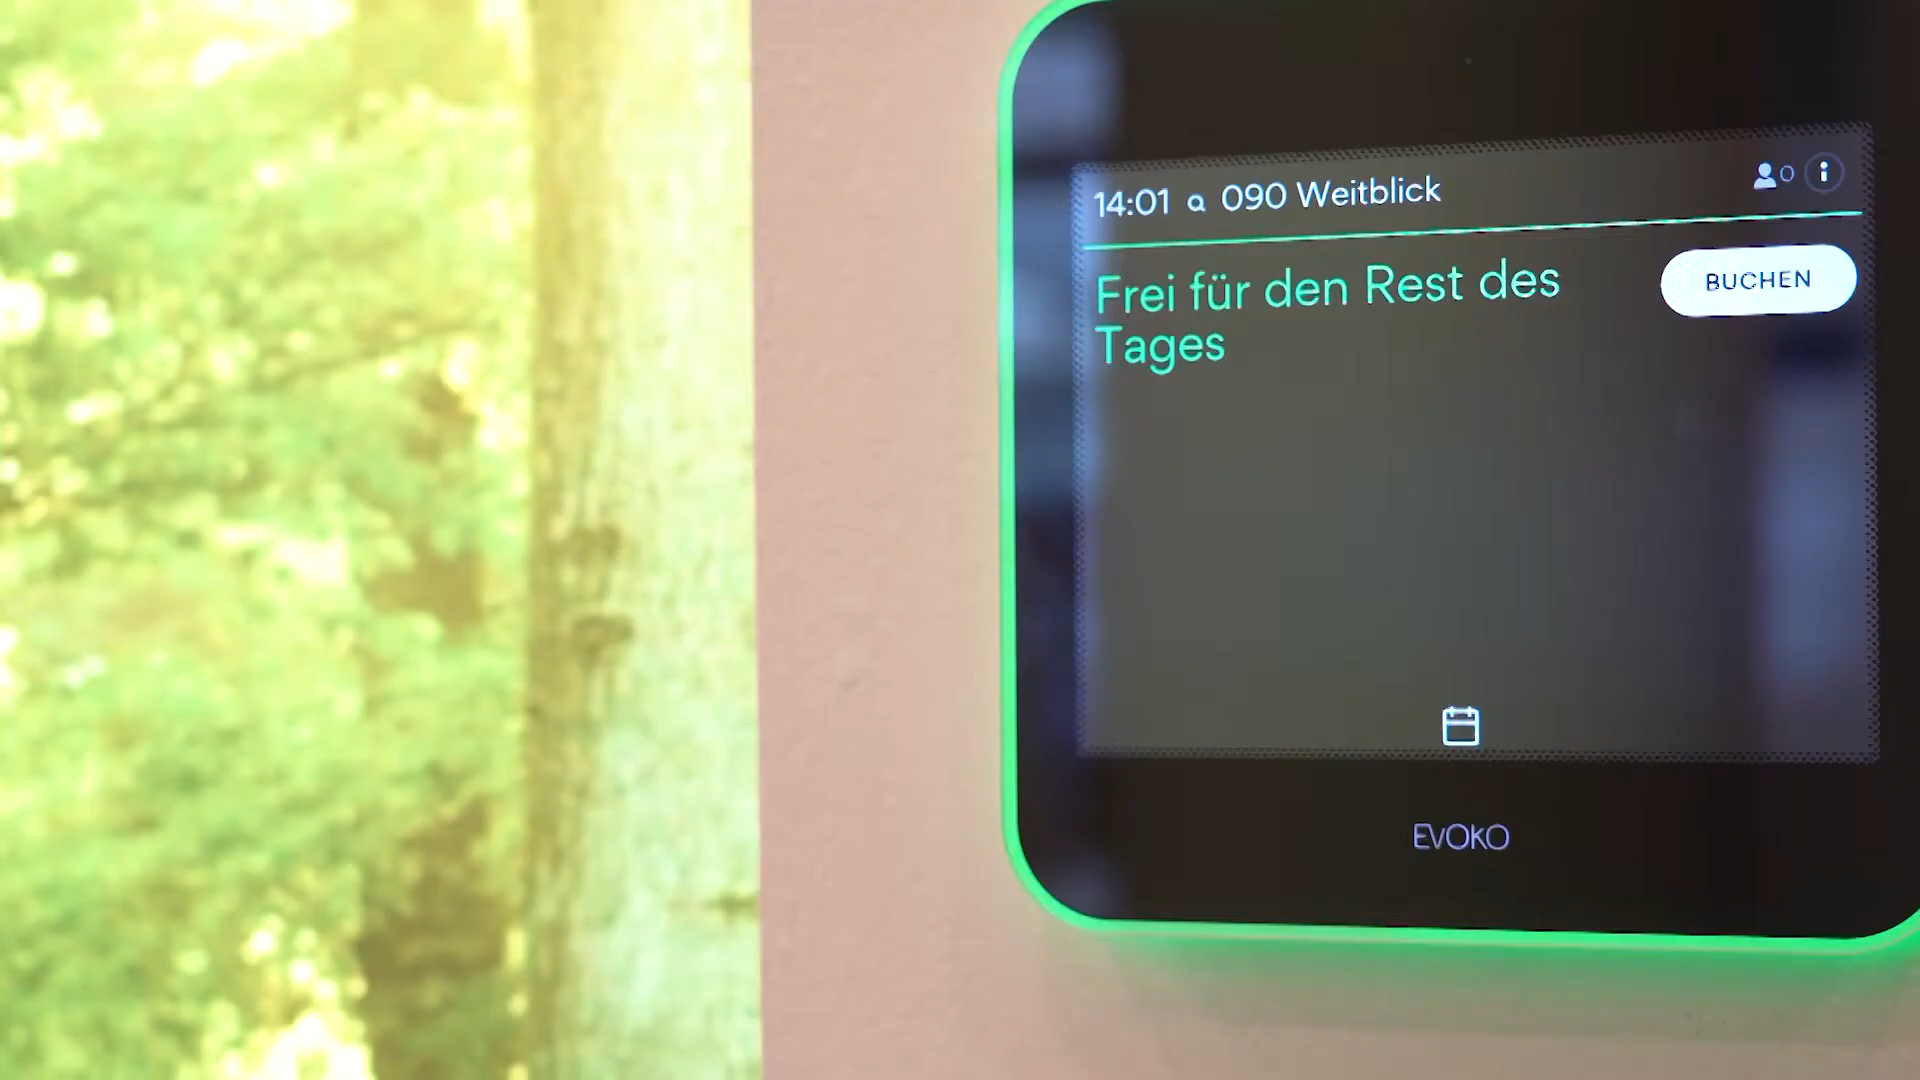 14:01 090 Weitblick
0 i
Frei für den Rest des
Tages
BUCHEN
EVOKO